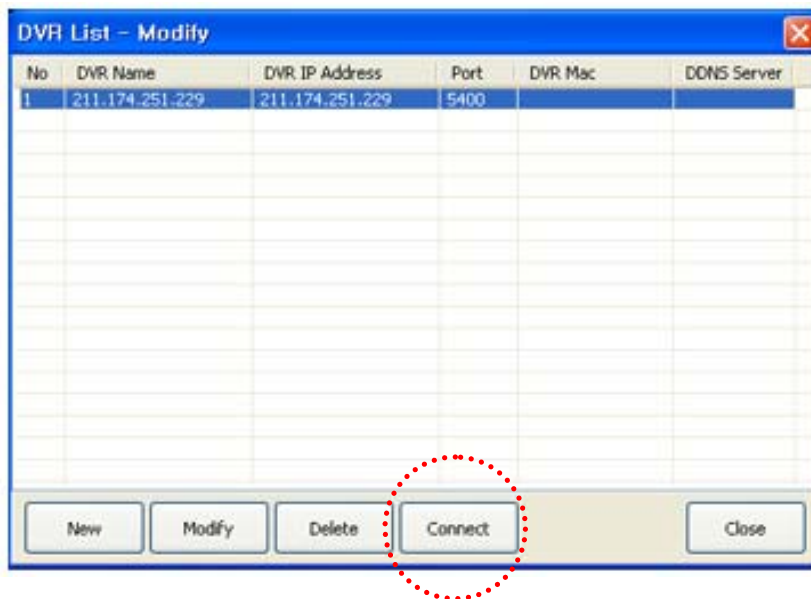 DVR List - Modify
No DVR Name DVR IP Address Port DVR Mac DDNS Server
1 211.174.251.229 211.174.251.229 5400
New Modify Delete Connect Close